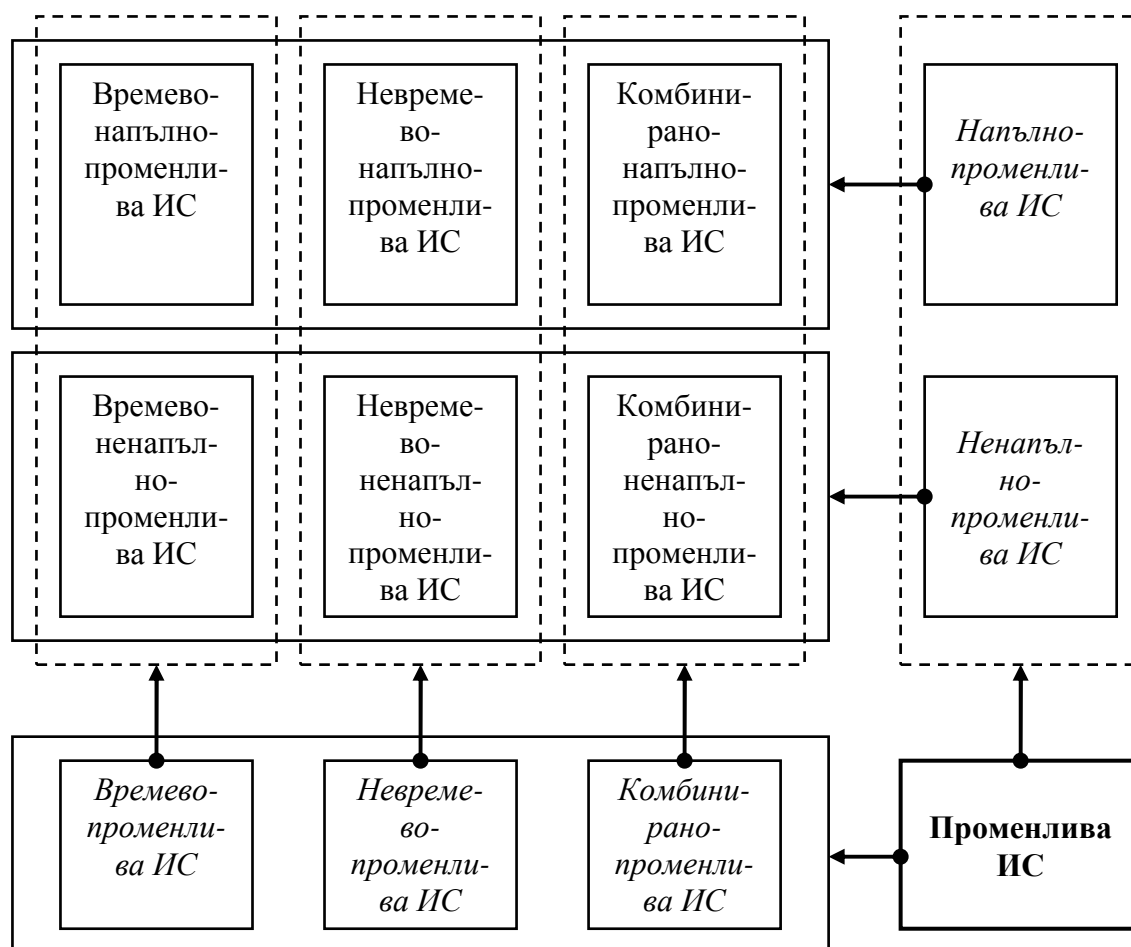 Времево-
напълно-
променли-
ва ИС
Невреме-
во-
напълно-
променли-
ва ИС
Комбини-
рано-
напълно-
променли-
ва ИС
Напълно-
променли-
ва ИС
Времево-
ненапъл-
но-
променли-
ва ИС
Невреме-
во-
ненапъл-
но-
променли-
ва ИС
Комбини-
рано-
ненапъл-
но-
променли-
ва ИС
Ненапъл-
но-
променли-
ва ИС
Времево-
променли-
ва ИС
Невреме-
во-
променли-
ва ИС
Комбини-
рано-
променли-
ва ИС
Променлива
ИС